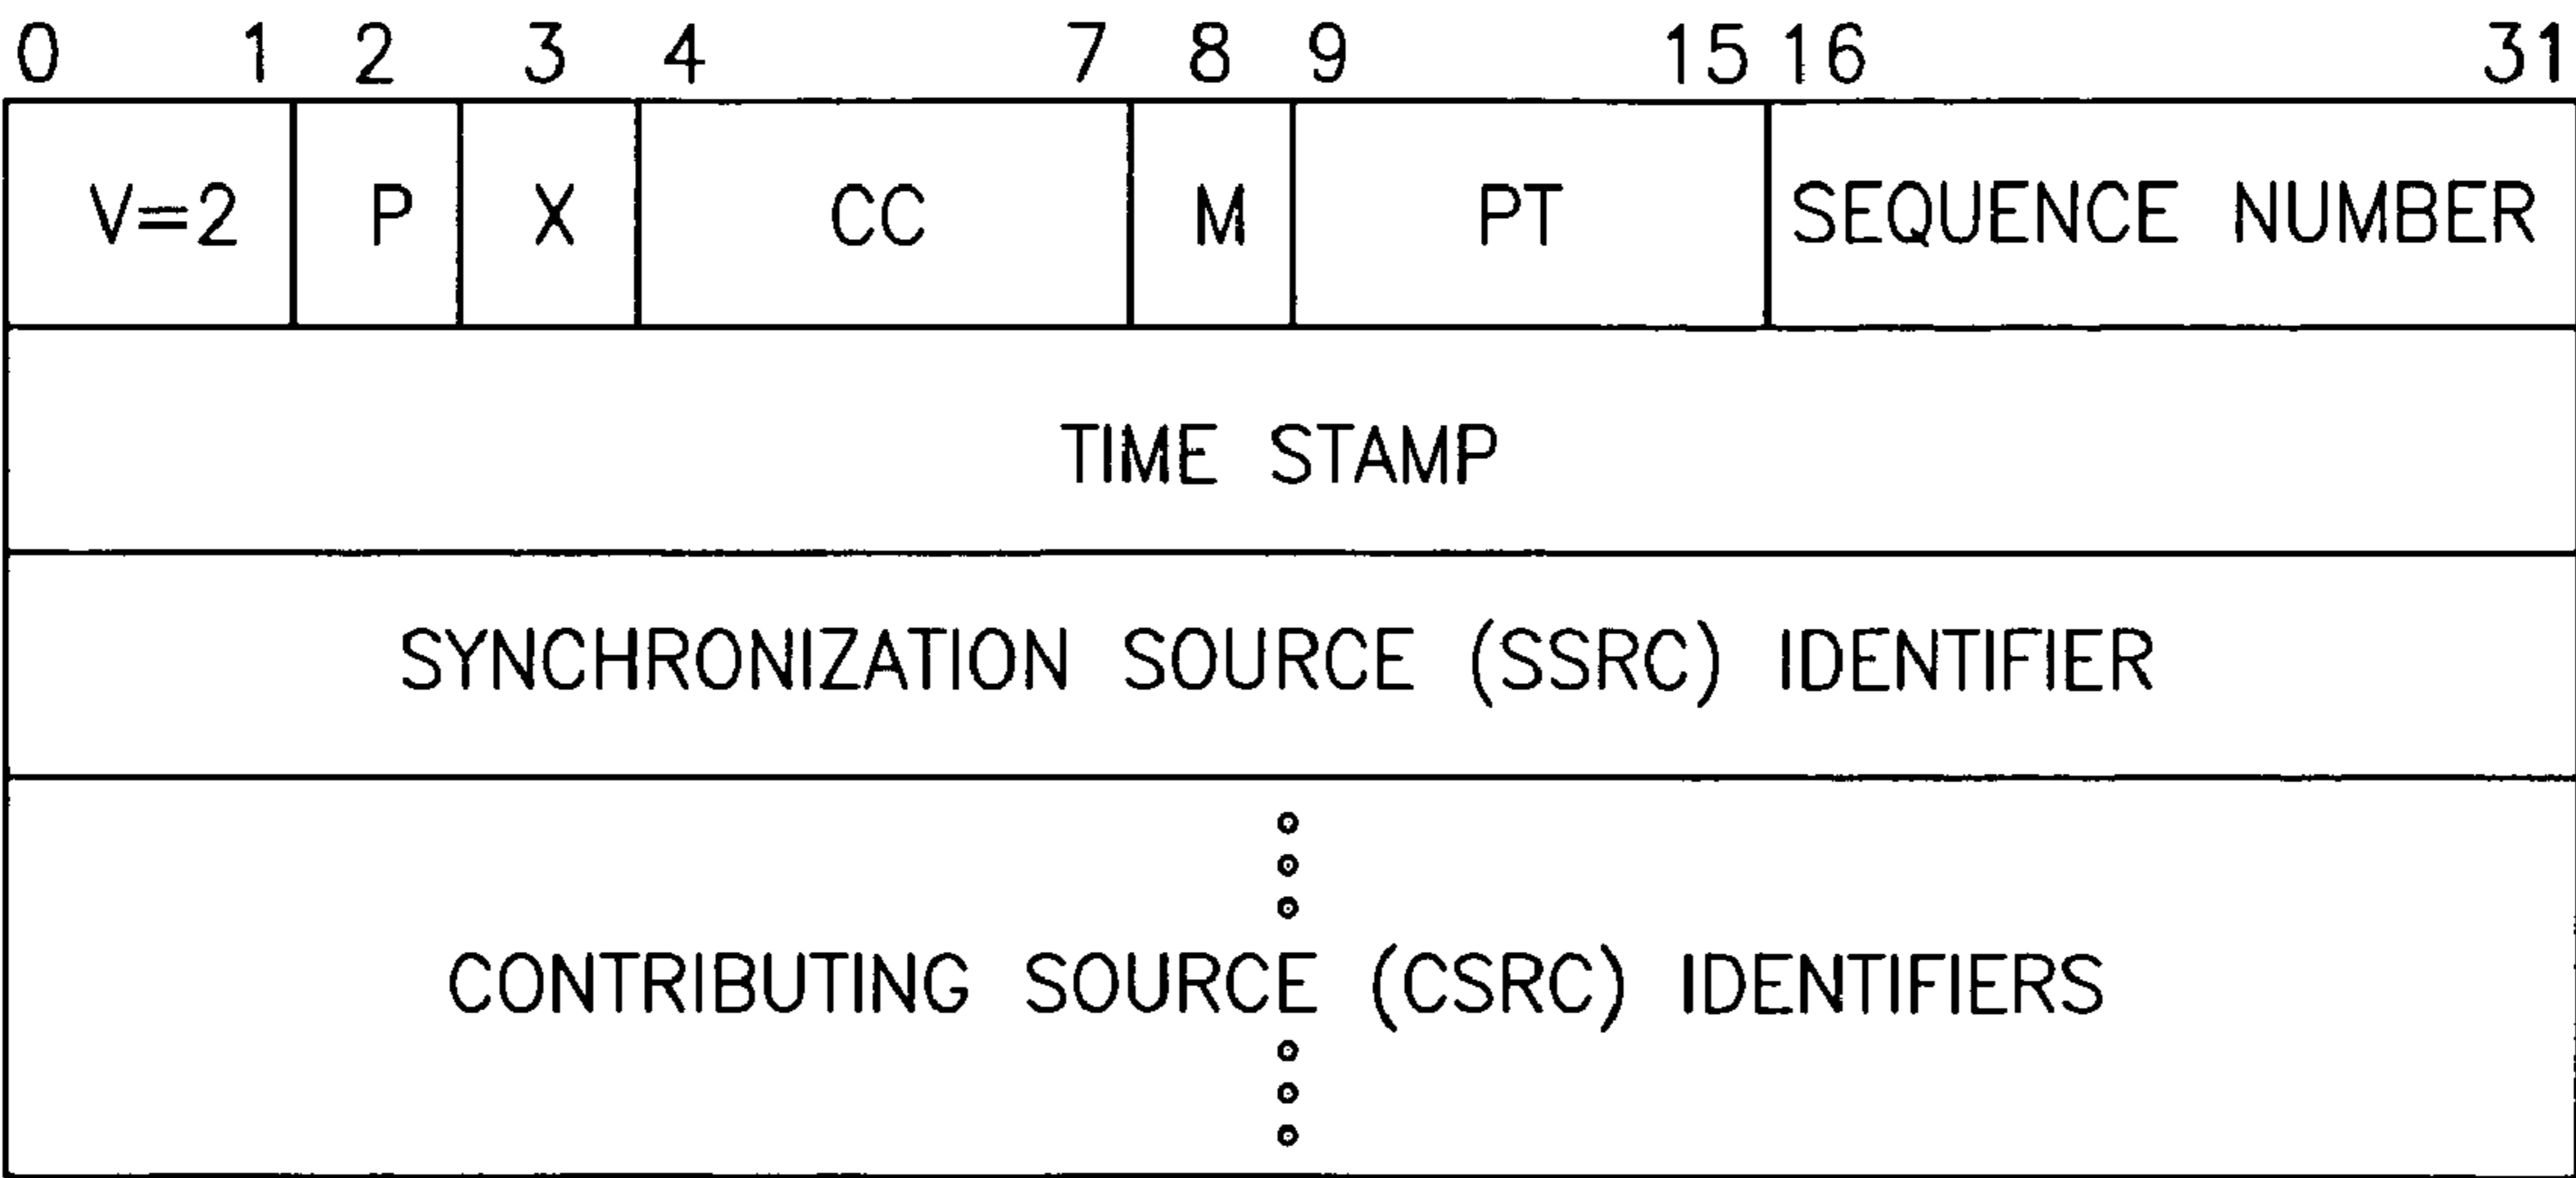 0 1 2 3 4 7 8 9 15 16 31
V=2 P X CC M PT SEQUENCE NUMBER
TIME STAMP
SYNCHRONIZATION SOURCE (SSRC) IDENTIFIER
CONTRIBUTING SOURCE (CSRC) IDENTIFIERS